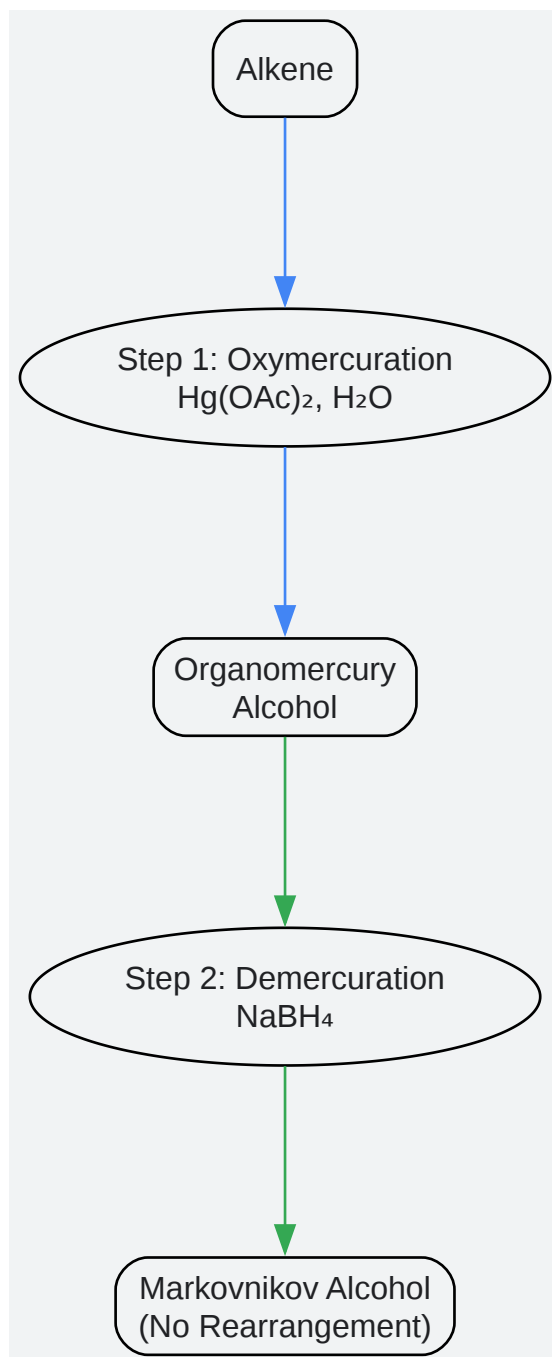 Alkene
Step 1: Oxymercuration
Hg(OAc)₂, H₂O
Organomercury
Alcohol
Step 2: Demercuration
NaBH₄
Markovnikov Alcohol
(No Rearrangement)